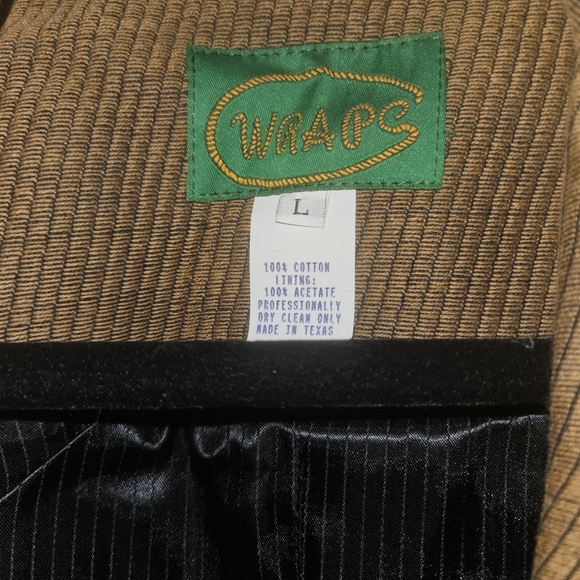 WRAPS
L
100% COTTON
LINING:
100% ACETATE
PROFESSIONALLY
DRY CLEAN ONLY
MADE IN TEXAS